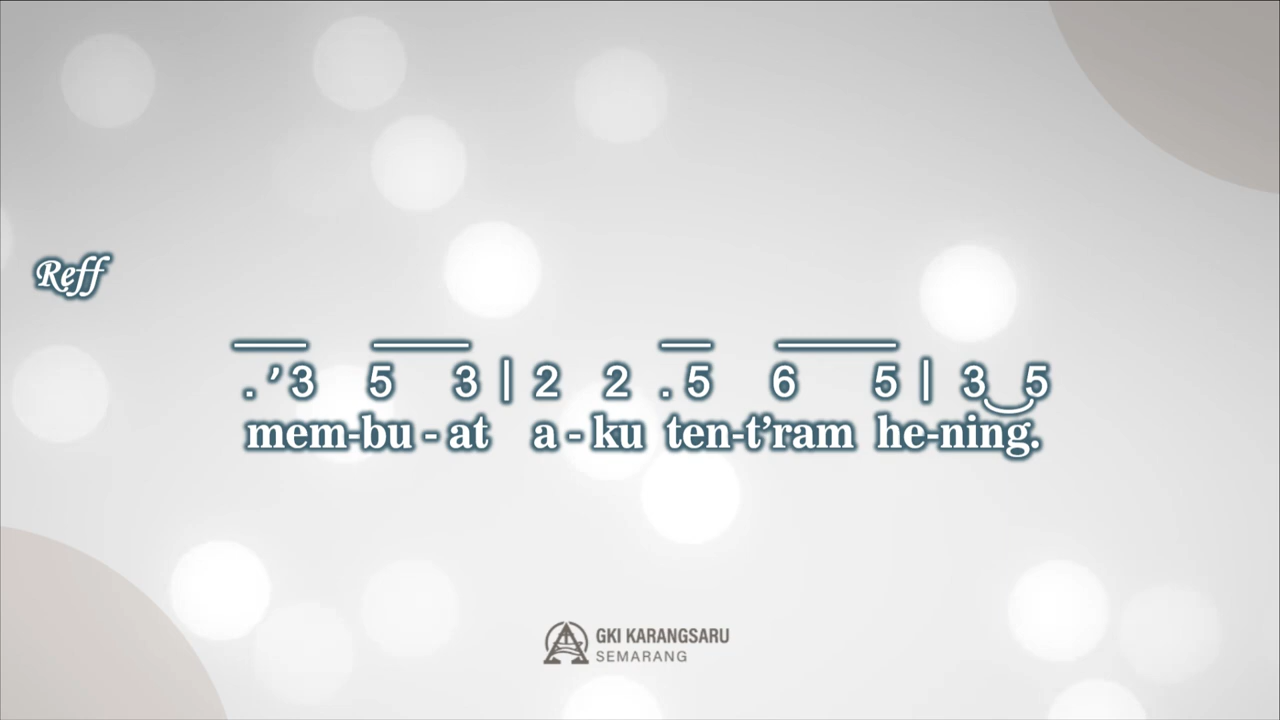 Reff
. ’ 3 5 3 | 2 2 . 5 6 5 | 3 5
mem-bu - at a - ku ten-t’ram he-ning.
GKI KARANGSARU
SEMARANG